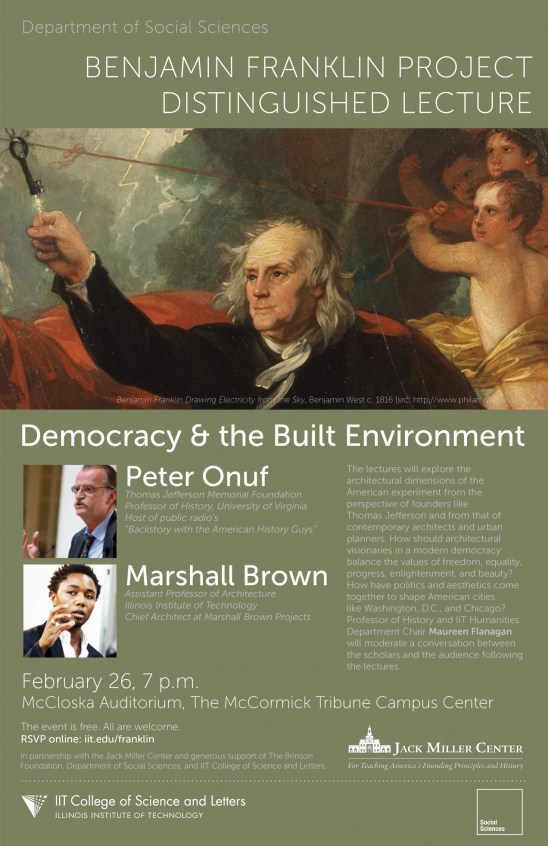 Department of Social Sciences
BENJAMIN FRANKLIN PROJECT
DISTINGUISHED LECTURE
Benjamin Franklin Drawing Electricity from the Sky, Benjamin West c. 1816 [src: http://www.phila
Democracy & the Built Environment
Peter Onuf
Thomas Jefferson Memorial Foundation
Professor of History, University of Virginia
Host of public radio's
"Backstory with the American History Guys"
Marshall Brown
Assistant Professor of Architecture
Illinois Institute of Technology
Chief Architect at Marshall Brown Projects
The lectures will explore the
architectural dimensions of the
American experiment from the
perspective of founders like
Thomas Jefferson and from that of
contemporary architects and urban
planners. How should architectural
visionaries in a modern democracy
balance the values of freedom, equality,
progress, enlightenment, and beauty?
How have politics and aesthetics come
together to shape American cities
like Washington, D.C., and Chicago?
Professor of History and IIT Humanities
Department Chair Maureen Flanagan
will moderate a conversation between
the scholars and the audience following
the lectures.
February 26, 7 p.m.
McCloska Auditorium, The McCormick Tribune Campus Center
The event is free. All are welcome.
RSVP online: iit.edu/franklin
In partnership with the Jack Miller Center and generous support of The Brinson
Foundation, Department of Social Sciences, and IIT College of Science and Letters.
JACK MILLER CENTER
For Teaching America's Founding Principles and History
IIT College of Science and Letters
ILLINOIS INSTITUTE OF TECHNOLOGY
Social
Sciences